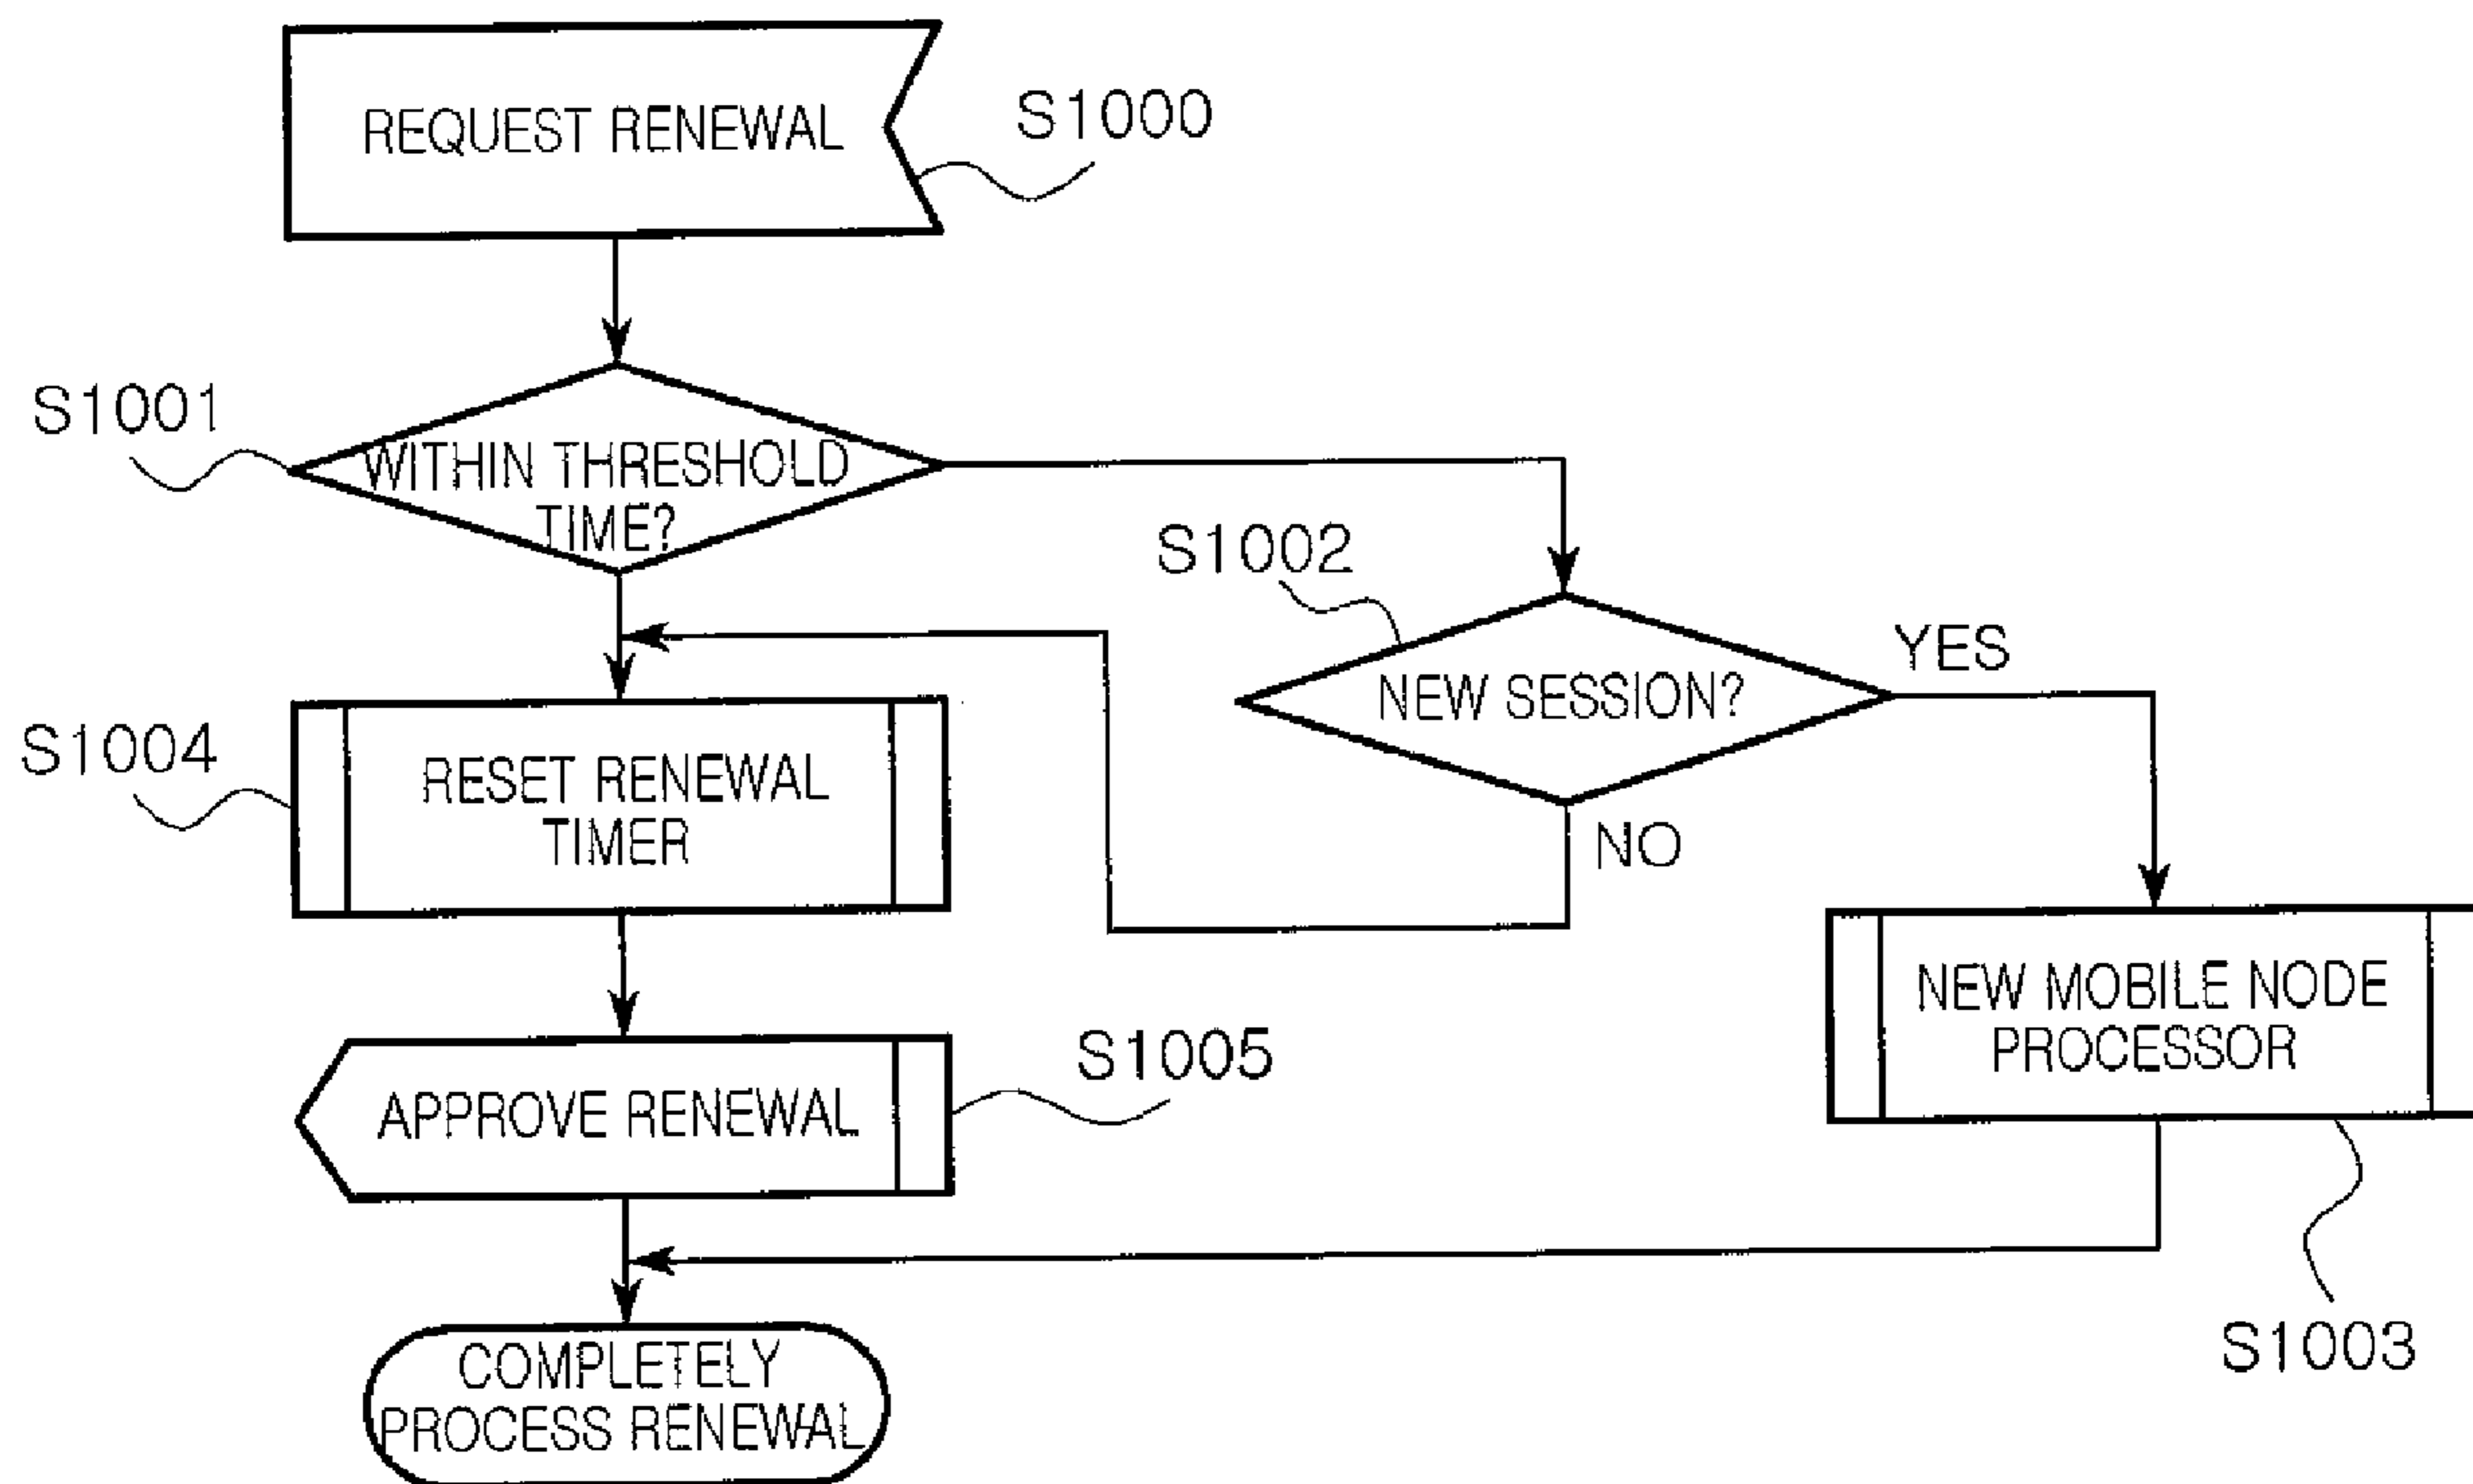 REQUEST RENEWAL
S1000
S1001
WITHIN THRESHOLD
TIME?
S1002
NEW SESSION?
YES
NO
S1004
RESET RENEWAL
TIMER
NEW MOBILE NODE
PROCESSOR
S1005
APPROVE RENEWAL
S1003
COMPLETELY
PROCESS RENEWAL